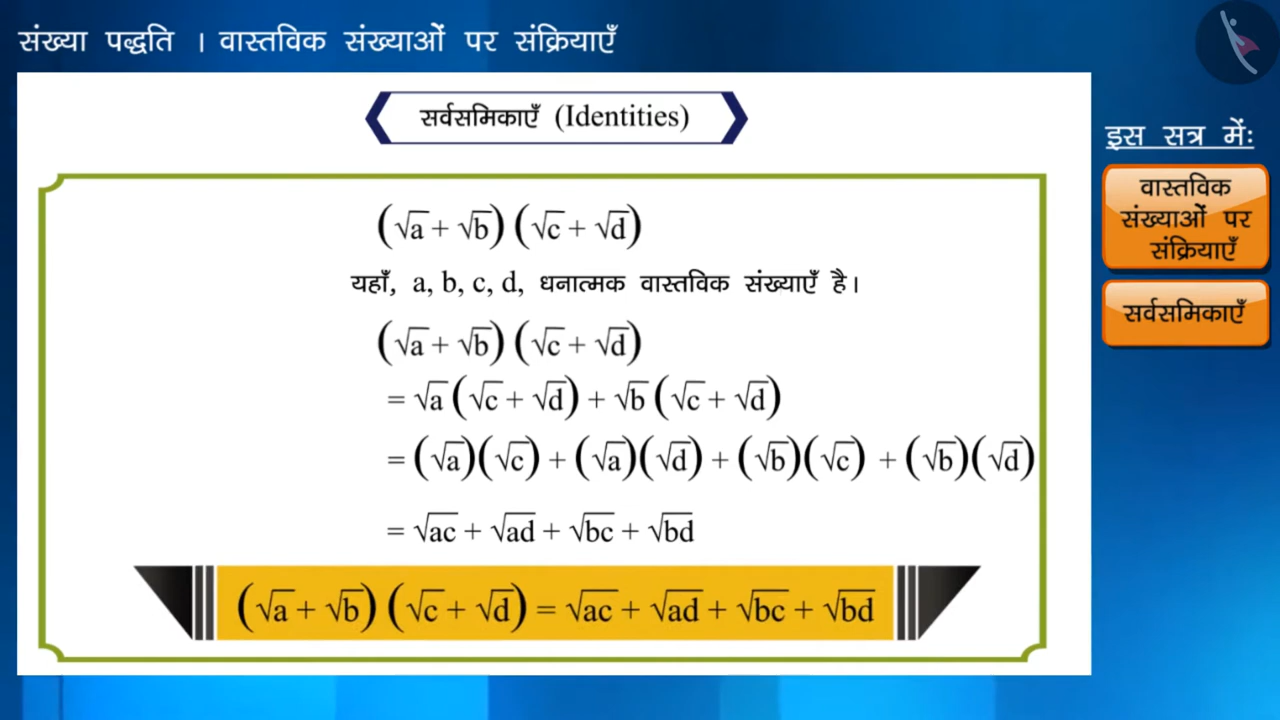 संख्या पद्धति । वास्तविक संख्याओं पर संक्रियाएँ
सर्वसमिकाएँ (Identities)
(√a + √b) (√c + √d)
यहाँ, a, b, c, d, धनात्मक वास्तविक संख्याएँ है।
(√a + √b) (√c + √d)
= √a (√c + √d) + √b (√c + √d)
= (√a)(√c) + (√a)(√d) + (√b)(√c) + (√b)(√d)
= √ac + √ad + √bc + √bd
(√a + √b) (√c + √d) = √ac + √ad + √bc + √bd
इस सत्र में:
वास्तविक
संख्याओं पर
संक्रियाएँ
सर्वसमिकाएँ